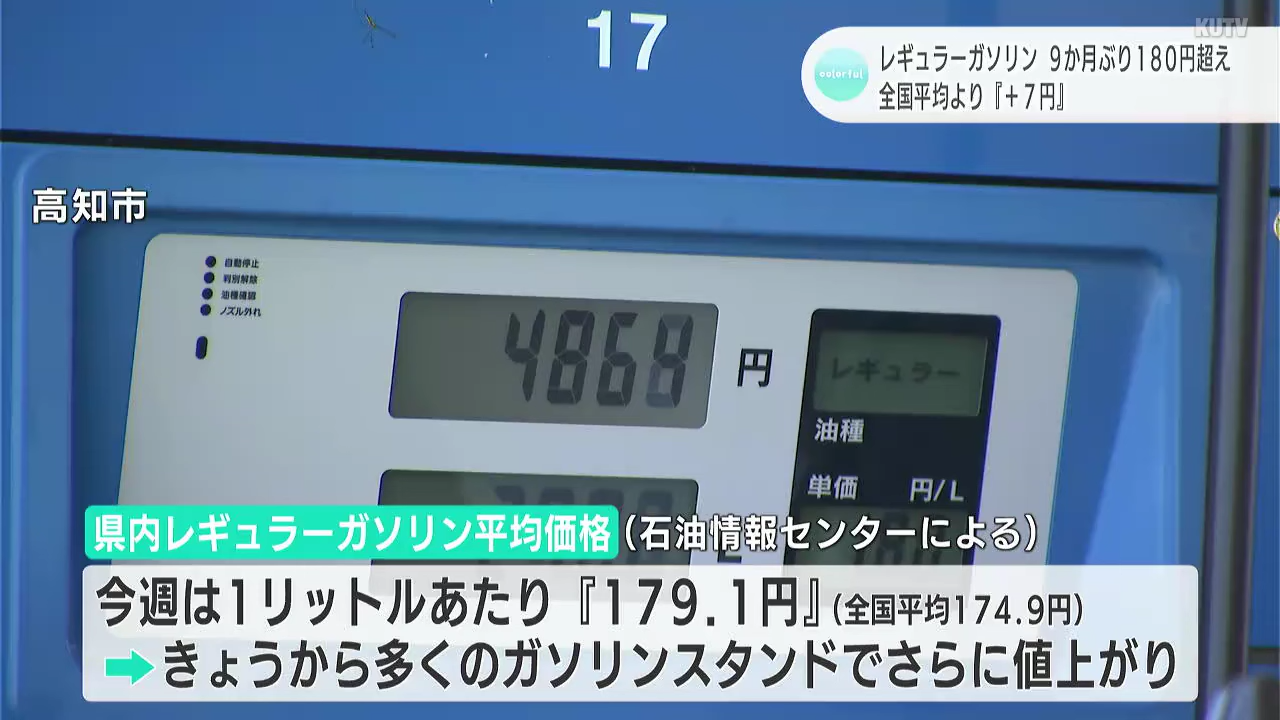 17
KUTV
colorful
レギュラーガソリン 9か月ぶり180円超え
全国平均より『+7円』
高知市
自動停止
判別解除
油種確認
ノズル外れ
円
レギュラー
油種
単価 円/L
県内レギュラーガソリン平均価格(石油情報センターによる)
今週は1リットルあたり『179.1円』(全国平均174.9円)
➡きょうから多くのガソリンスタンドでさらに値上がり